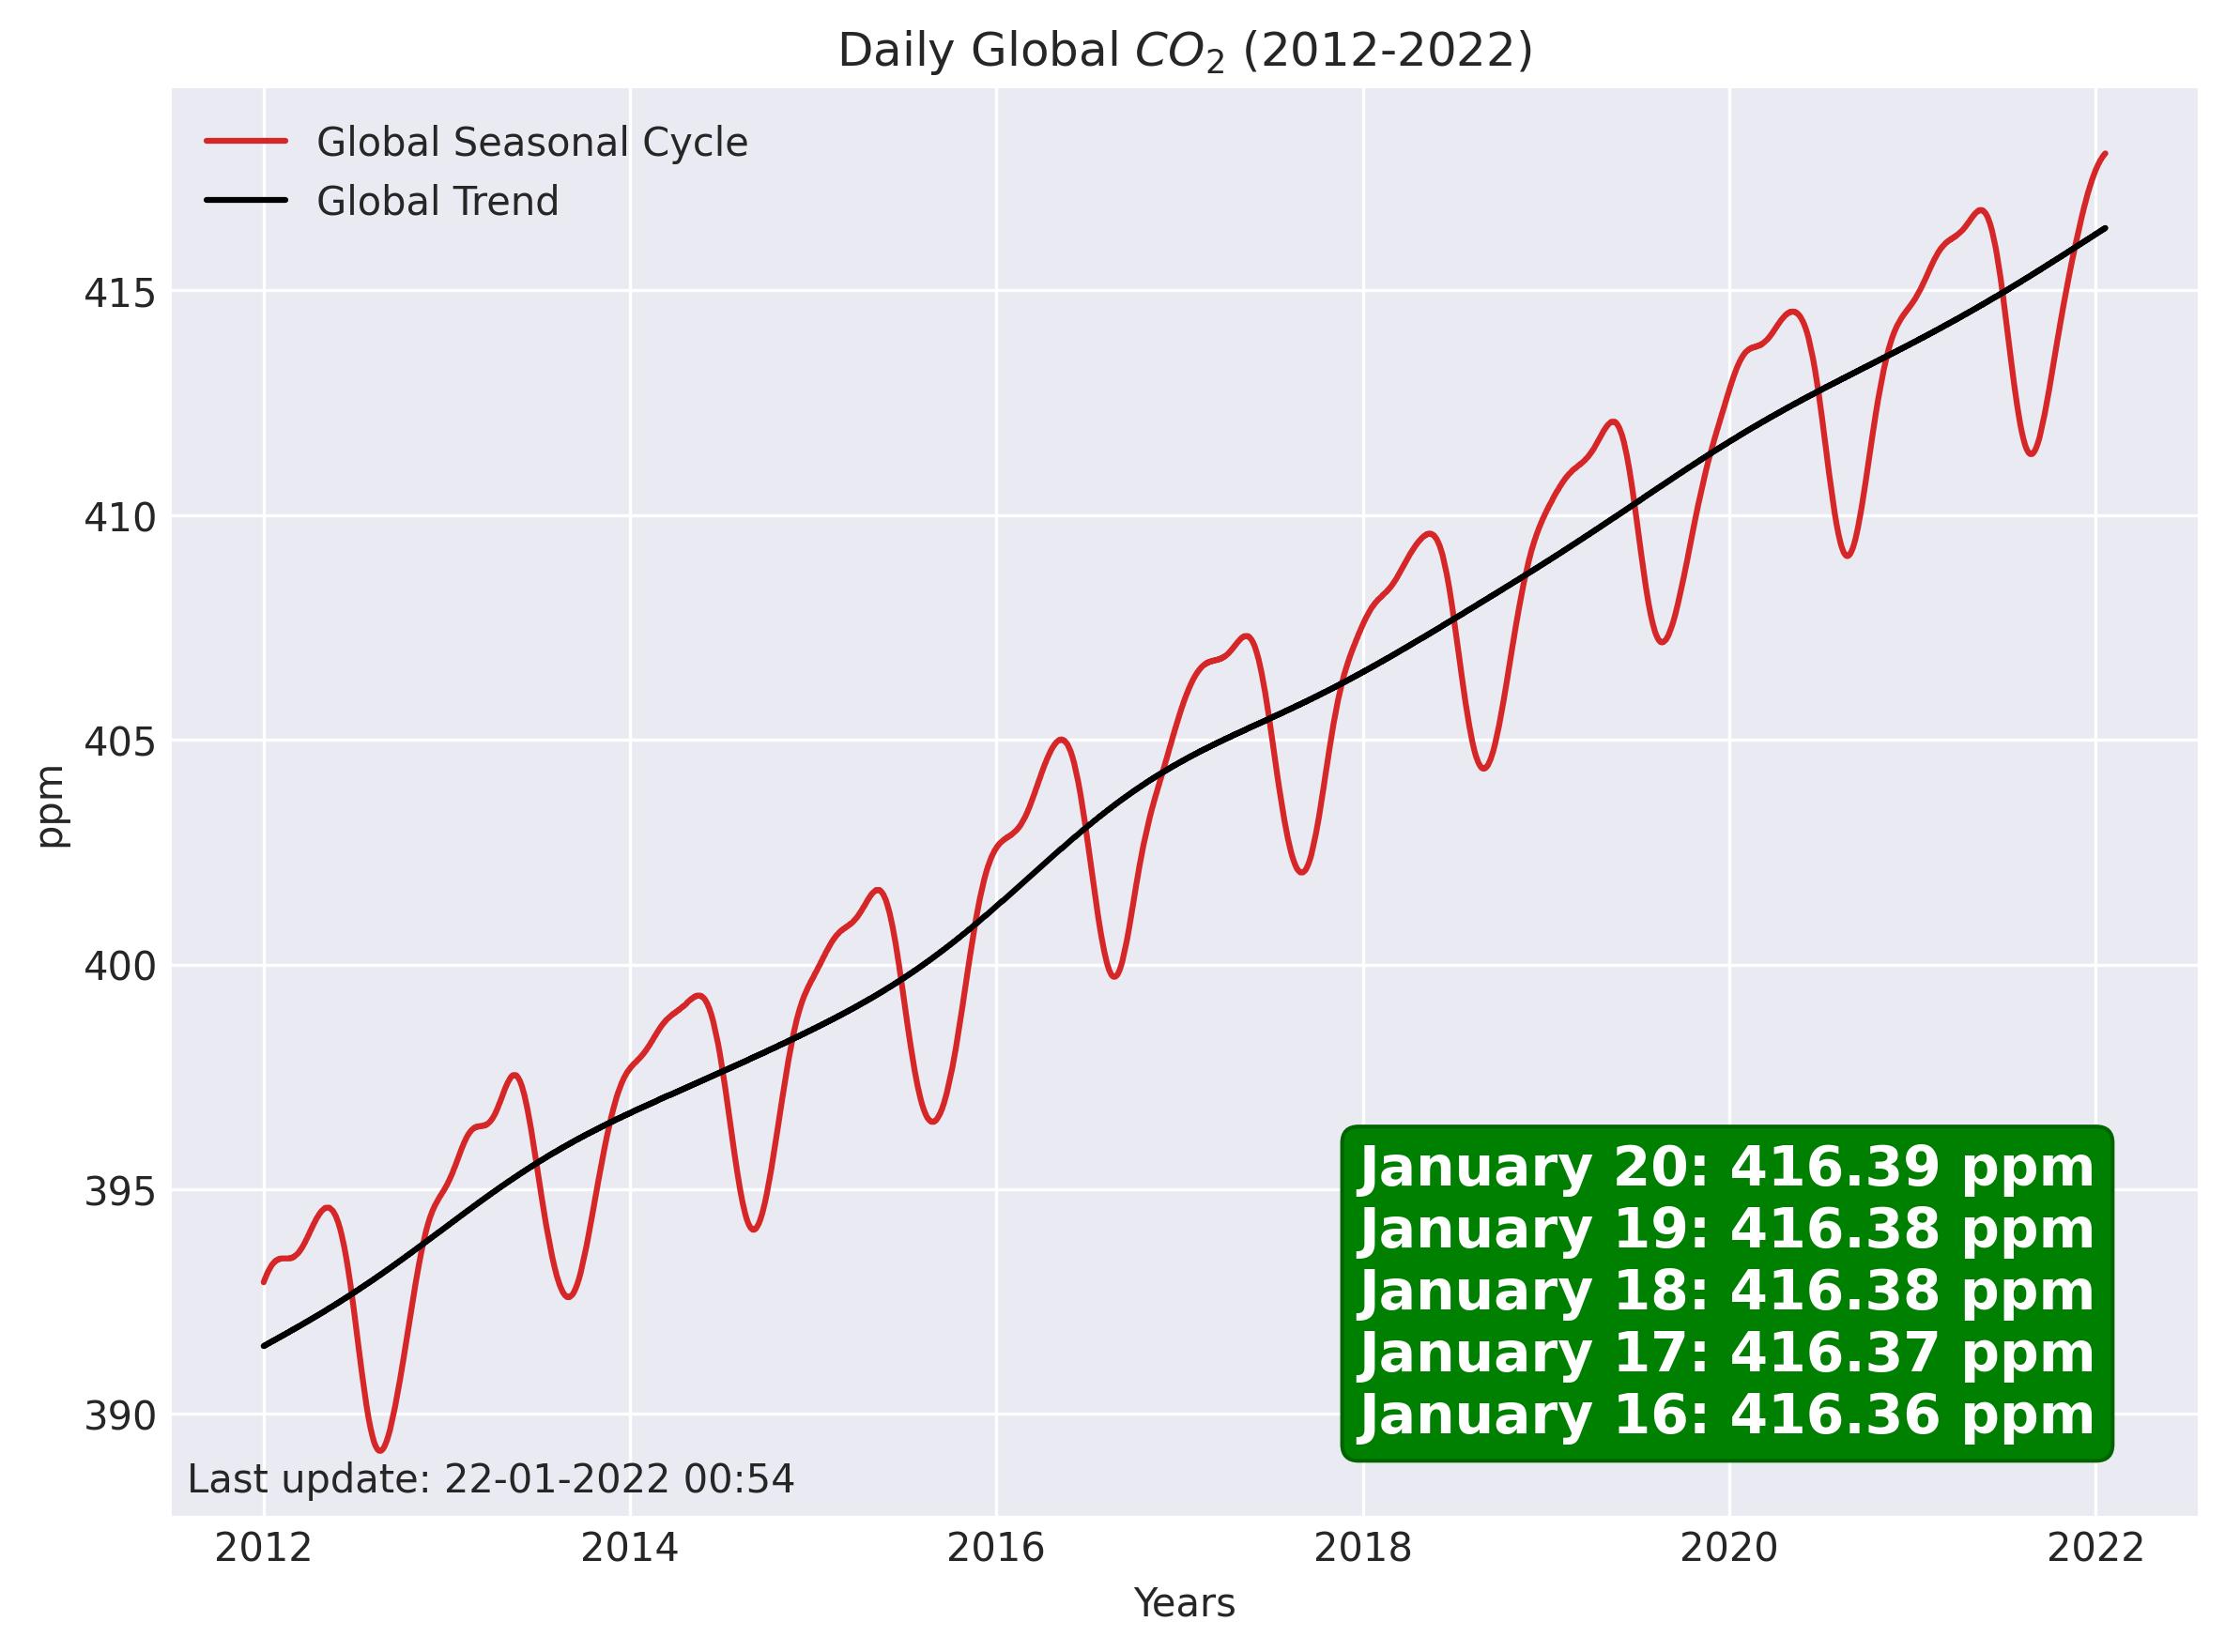 Daily Global CO₂ (2012-2022)
Global Seasonal Cycle
Global Trend
415
410
405
400
395
390
ppm
January 20: 416.39 ppm
January 19: 416.38 ppm
January 18: 416.38 ppm
January 17: 416.37 ppm
January 16: 416.36 ppm
Last update: 22-01-2022 00:54
2012 2014 2016 2018 2020 2022
Years